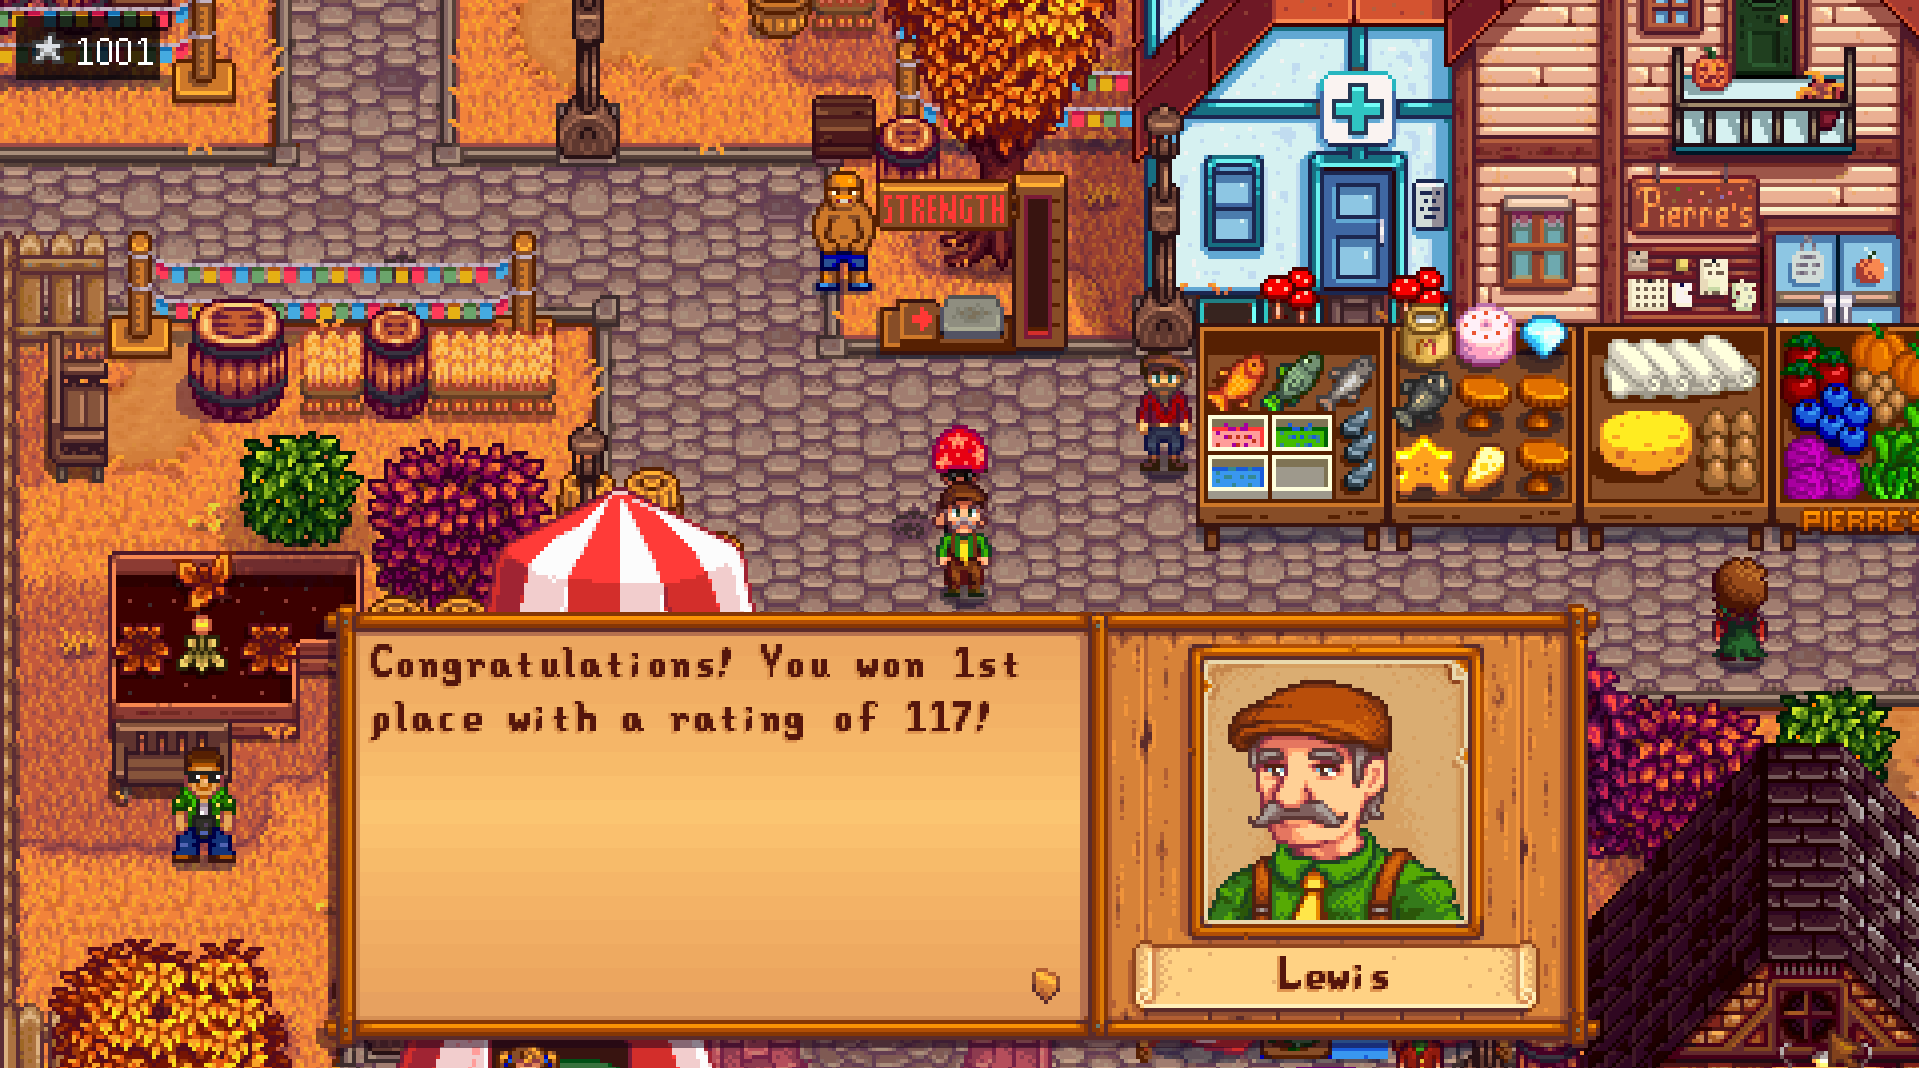 1001
STRENGTH
Pierre's
PIERRE'S
Congratulations! You won 1st
place with a rating of 117!
Lewis